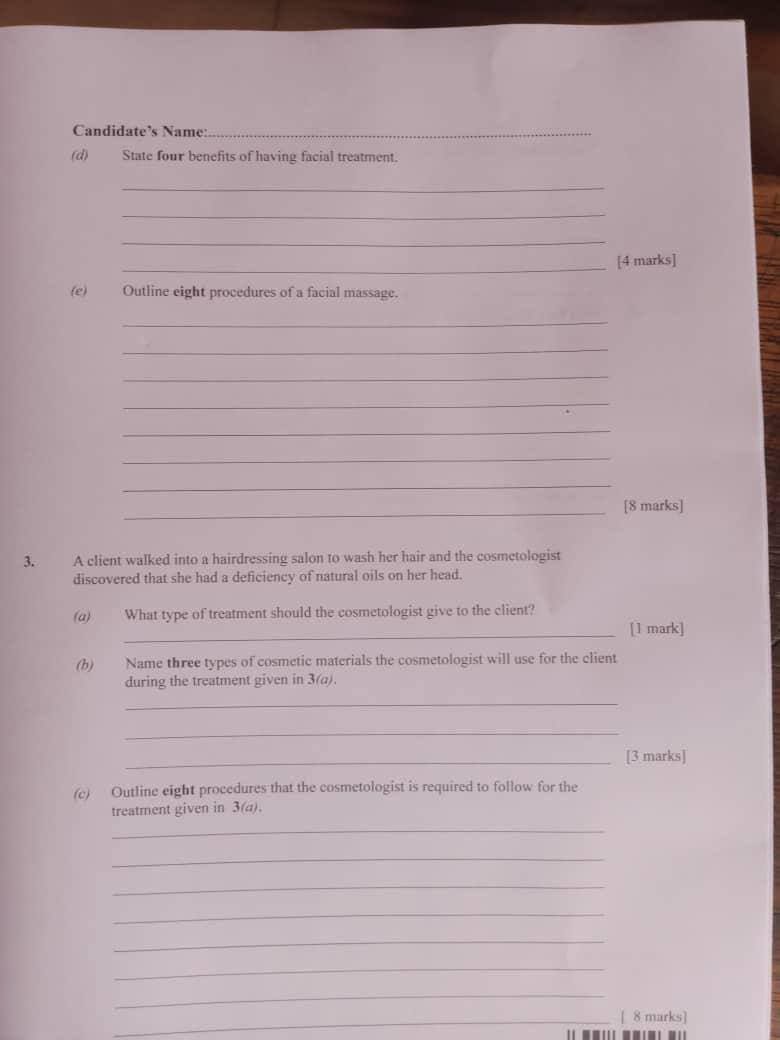 Candidate's Name:..........................................................................
(d) State four benefits of having facial treatment.
[4 marks]
(e) Outline eight procedures of a facial massage.
[8 marks]
3. A client walked into a hairdressing salon to wash her hair and the cosmetologist
discovered that she had a deficiency of natural oils on her head.
(a) What type of treatment should the cosmetologist give to the client?
[1 mark]
(b) Name three types of cosmetic materials the cosmetologist will use for the client
during the treatment given in 3(a).
[3 marks]
(c) Outline eight procedures that the cosmetologist is required to follow for the
treatment given in 3(a).
[ 8 marks]